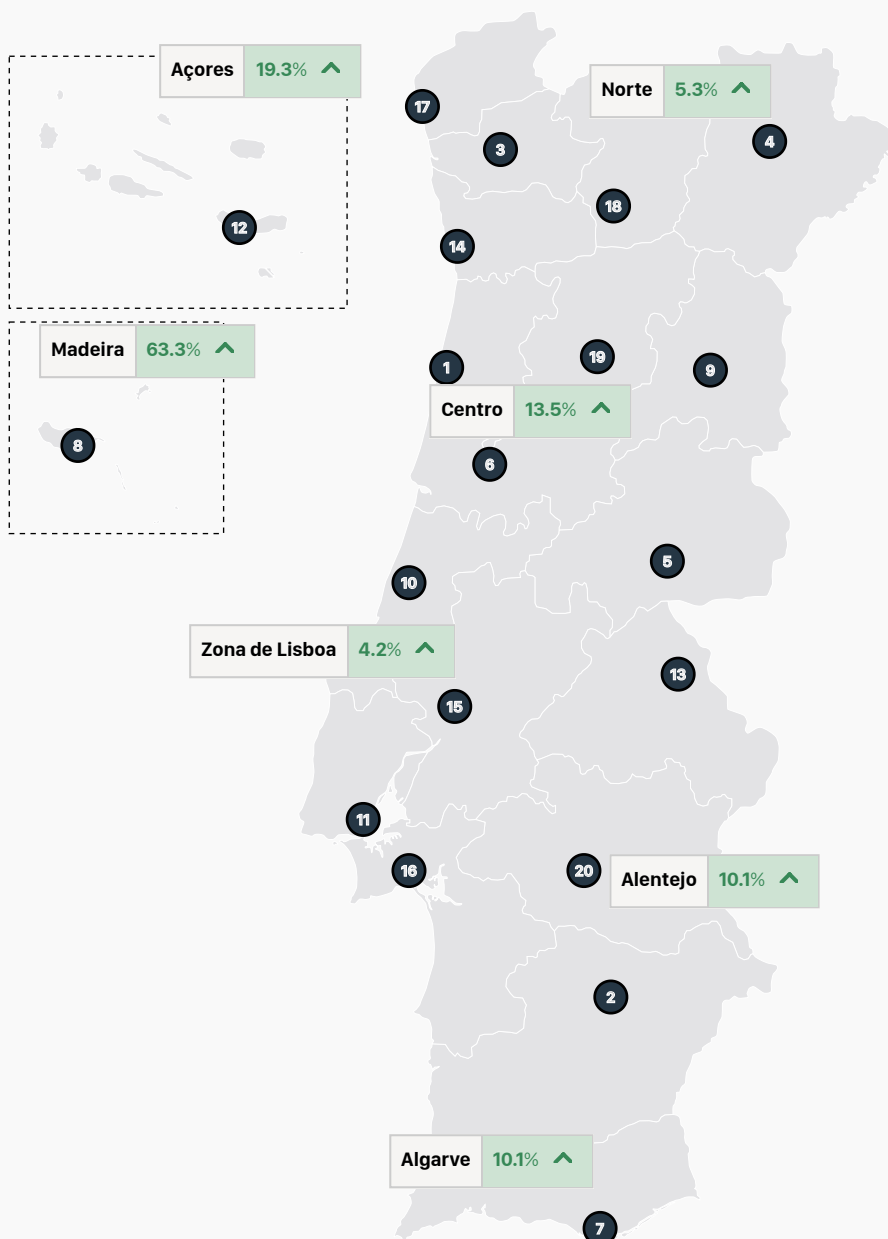 Açores 19.3%
Norte 5.3%
17
3
4
18
12
14
Madeira 63.3%
1
19
9
Centro 13.5%
8
6
5
10
Zona de Lisboa 4.2%
13
15
11
16
20
Alentejo 10.1%
2
Algarve 10.1%
7